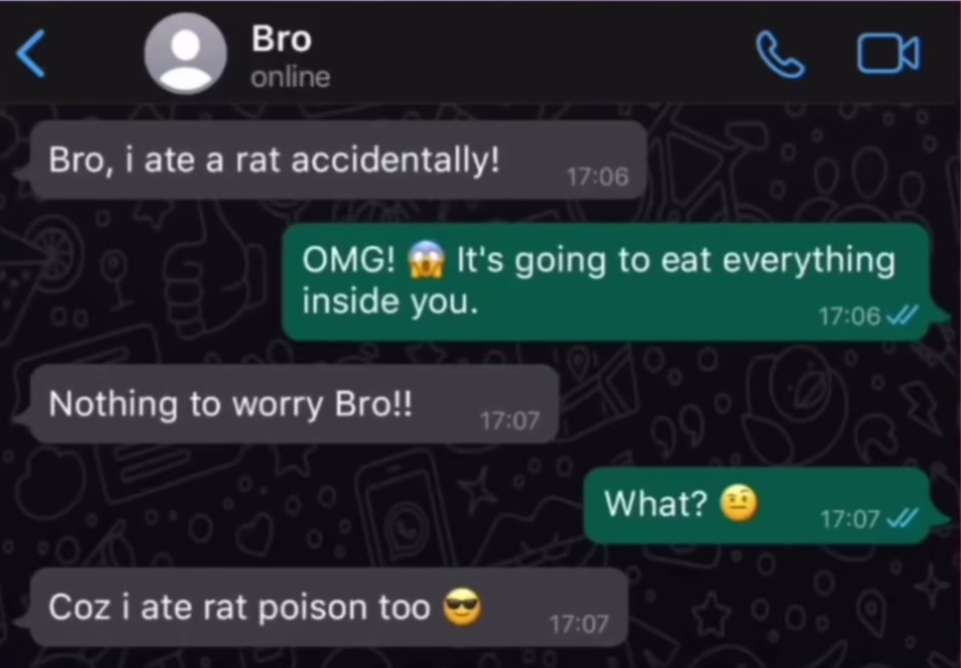 Bro
online
Bro, i ate a rat accidentally!
17:06
OMG! 😱 It's going to eat everything
inside you.
17:06
Nothing to worry Bro!!
17:07
What? 🤨
17:07
Coz i ate rat poison too 😎
17:07